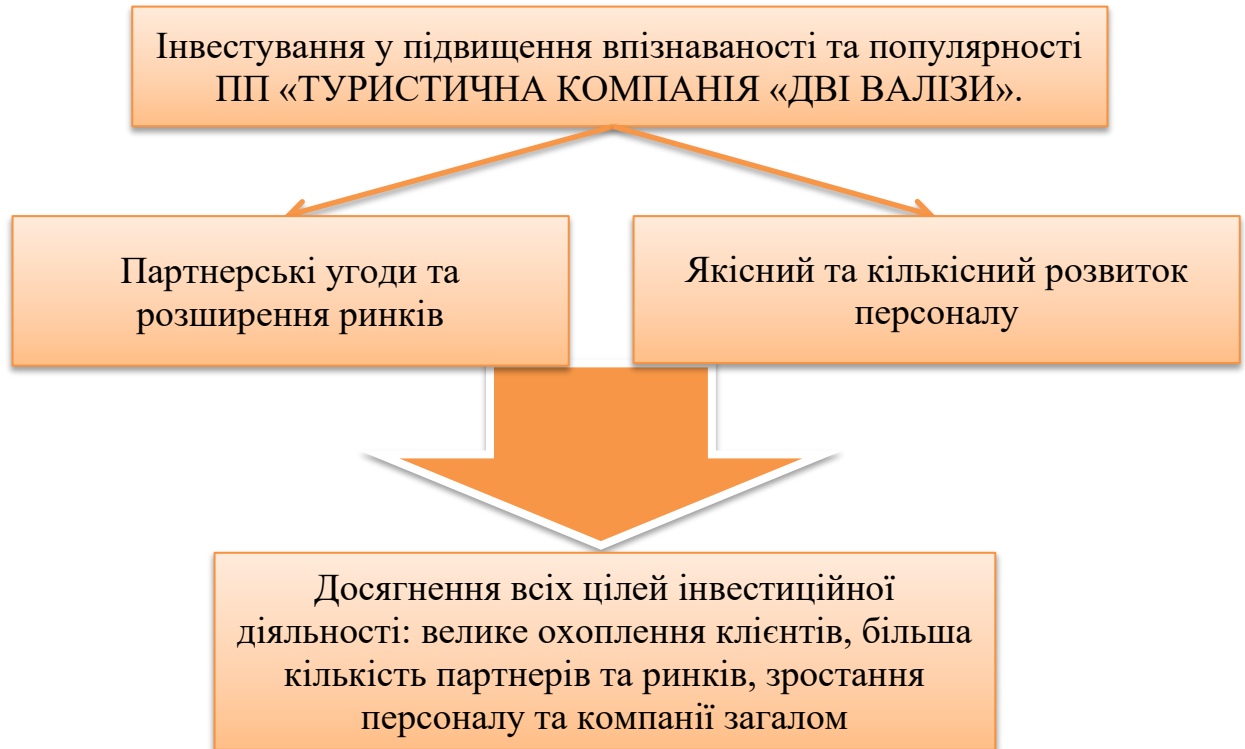 Інвестування у підвищення впізнаваності та популярності
ПП «ТУРИСТИЧНА КОМПАНІЯ «ДВІ ВАЛІЗИ».
Партнерські угоди та
розширення ринків
Якісний та кількісний розвиток
персоналу
Досягнення всіх цілей інвестиційної
діяльності: велике охоплення клієнтів, більша
кількість партнерів та ринків, зростання
персоналу та компанії загалом